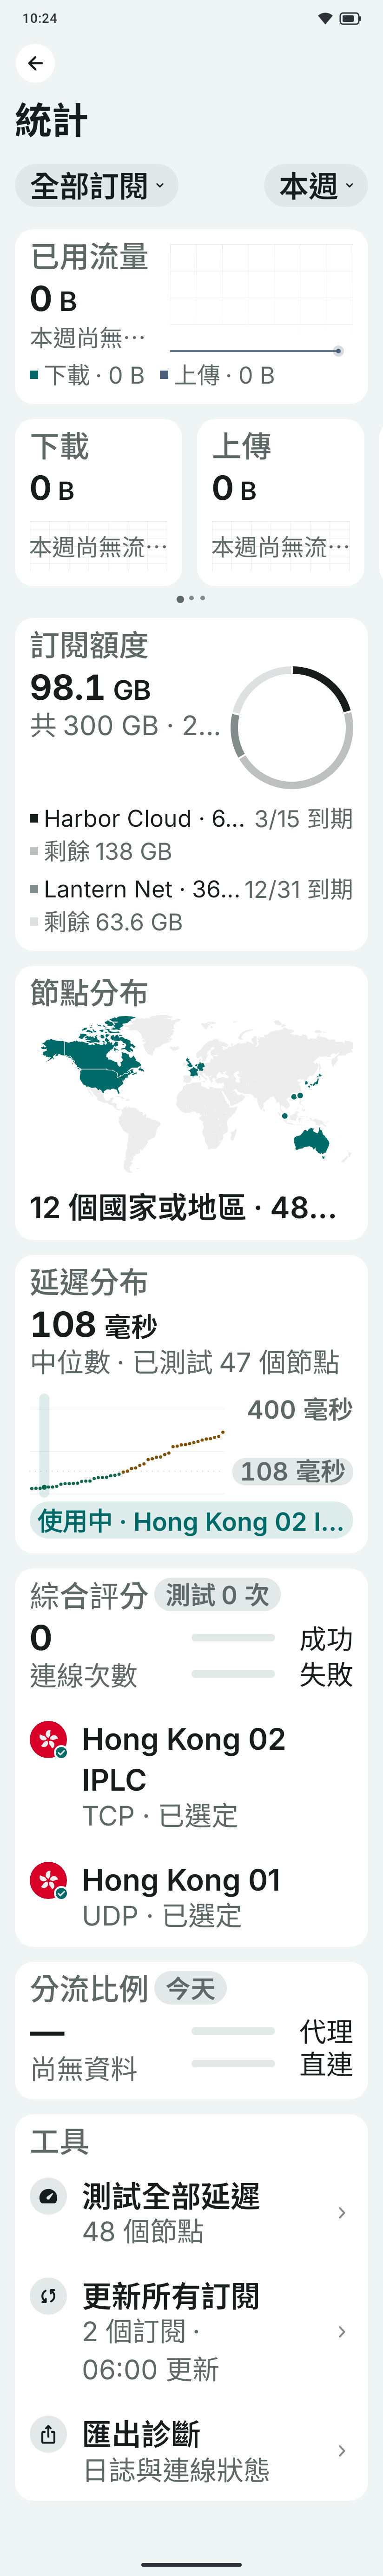 10:24
統計
全部訂閱
本週
已用流量
0 B
本週尚無…
下載 · 0 B
上傳 · 0 B
下載
0 B
本週尚無流…
上傳
0 B
本週尚無流…
訂閱額度
98.1 GB
共 300 GB · 2…
Harbor Cloud · 6… 3/15 到期
剩餘 138 GB
Lantern Net · 36… 12/31 到期
剩餘 63.6 GB
節點分布
12 個國家或地區 · 48…
延遲分布
108 毫秒
中位數 · 已測試 47 個節點
400 毫秒
108 毫秒
使用中 · Hong Kong 02 I…
綜合評分 測試 0 次
0
連線次數
成功
失敗
Hong Kong 02
IPLC
TCP · 已選定
Hong Kong 01
UDP · 已選定
分流比例 今天
—
尚無資料
代理
直連
工具
測試全部延遲
48 個節點
更新所有訂閱
2 個訂閱 ·
06:00 更新
匯出診斷
日誌與連線狀態